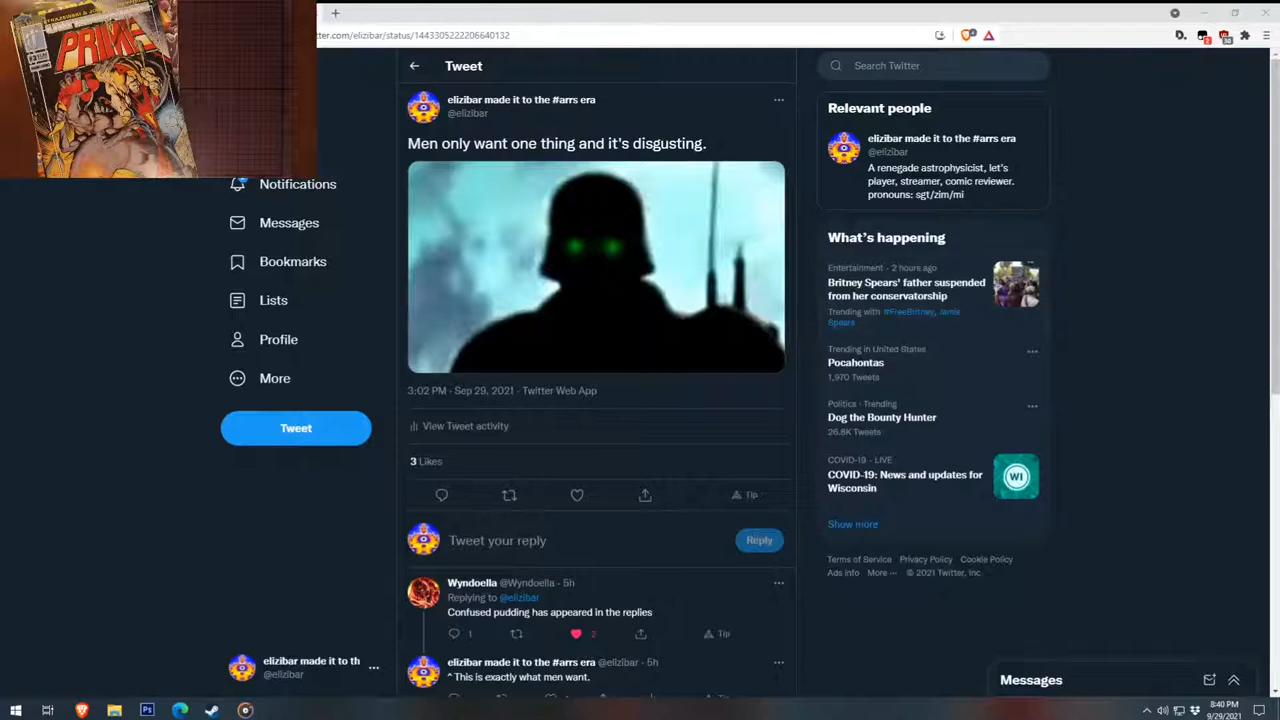 PRIME
+
tter.com/elizibar/status/1443305222206640132
Tweet
Search Twitter
elizibar made it to the #arrs era
@elizibar
Men only want one thing and it's disgusting.
3:02 PM · Sep 29, 2021 · Twitter Web App
View Tweet activity
3 Likes
Tip
Tweet your reply
Reply
Wyndoella @Wyndoella · 5h
Replying to @elizibar
Confused pudding has appeared in the replies
1
2
Tip
elizibar made it to the #arrs era @elizibar · 5h
^ This is exactly what men want.
Notifications
Messages
Bookmarks
Lists
Profile
More
Tweet
elizibar made it to th
@elizibar
Relevant people
elizibar made it to the #arrs era
@elizibar
A renegade astrophysicist, let's
player, streamer, comic reviewer.
pronouns: sgt/zim/mi
What's happening
Entertainment · 2 hours ago
Britney Spears' father suspended
from her conservatorship
Trending with #FreeBritney, Jamie
Spears
Trending in United States
Pocahontas
1,970 Tweets
Politics · Trending
Dog the Bounty Hunter
26.8K Tweets
COVID-19 · LIVE
COVID-19: News and updates for
Wisconsin
WI
Show more
Terms of Service Privacy Policy Cookie Policy
Ads info More ··· © 2021 Twitter, Inc.
Messages
8:40 PM
9/29/2021